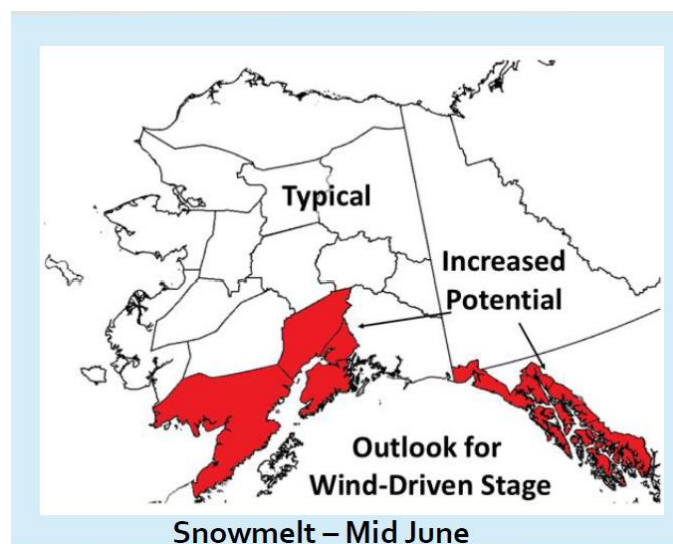 Typical
Increased
Potential
Outlook for
Wind-Driven Stage
Snowmelt – Mid June